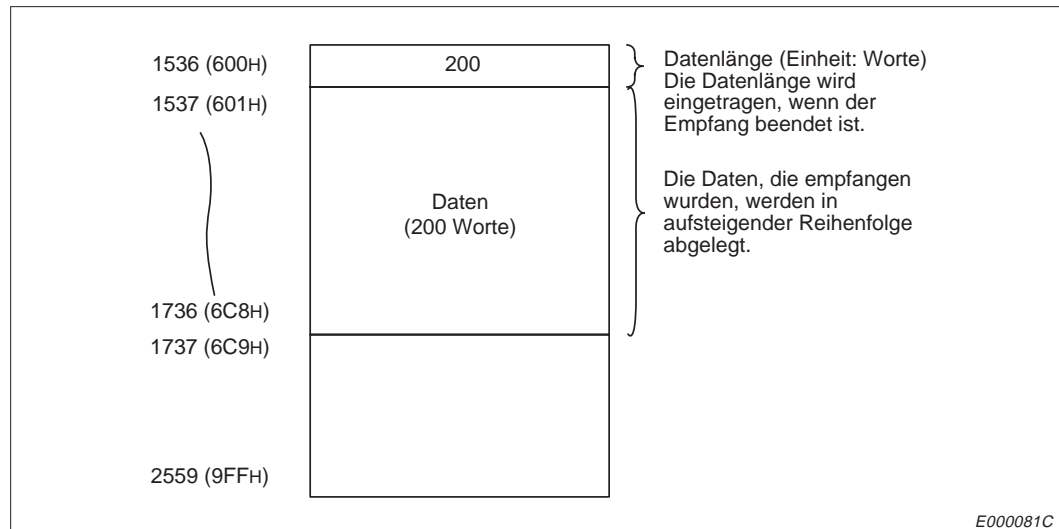 1536 (600H)
200
Datenlänge (Einheit: Worte)
Die Datenlänge wird
eingetragen, wenn der
Empfang beendet ist.
1537 (601H)
Daten
(200 Worte)
Die Daten, die empfangen
wurden, werden in
aufsteigender Reihenfolge
abgelegt.
1736 (6C8H)
1737 (6C9H)
2559 (9FFH)
E000081C